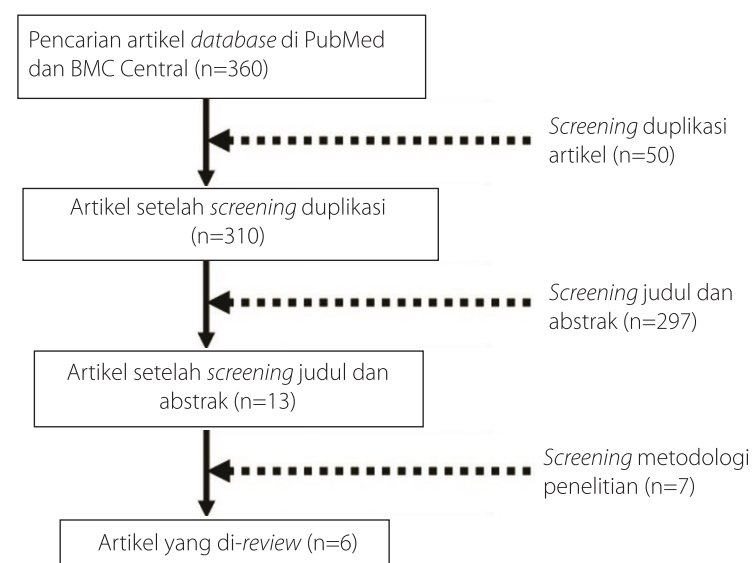 Pencarian artikel database di PubMed
dan BMC Central (n=360)
Screening duplikasi
artikel (n=50)
Artikel setelah screening duplikasi
(n=310)
Screening judul dan
abstrak (n=297)
Artikel setelah screening judul dan
abstrak (n=13)
Screening metodologi
penelitian (n=7)
Artikel yang di-review (n=6)